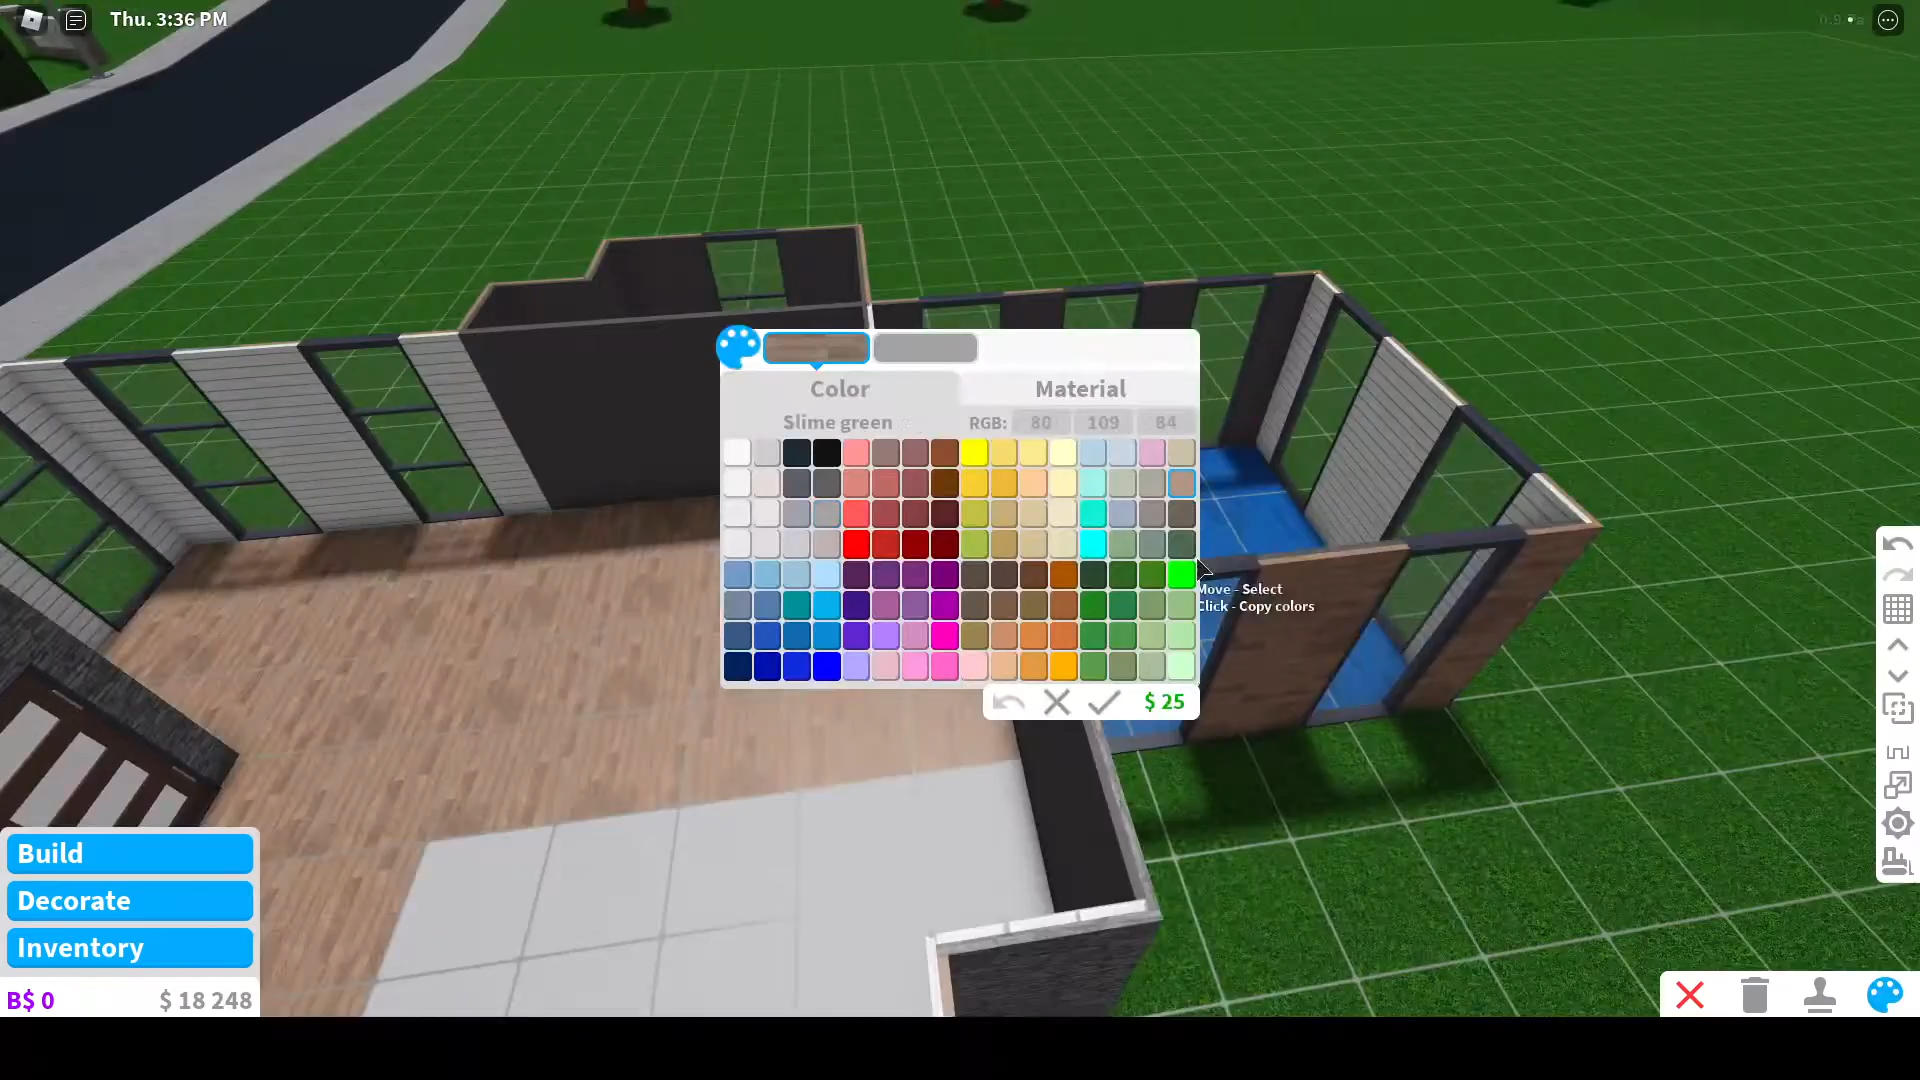 Thu. 3:36 PM
Color
Material
Slime green
RGB: 80 109 84
Move - Select
Click - Copy colors
$ 25
Build
Decorate
Inventory
B$ 0
$ 18 248